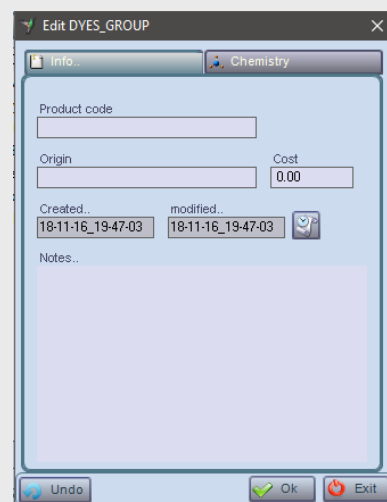 Edit DYES_GROUP
Info.. Chemistry
Product code
Origin Cost
0.00
Created.. modified..
18-11-16_19-47-03 18-11-16_19-47-03
Notes..
Undo Ok Exit